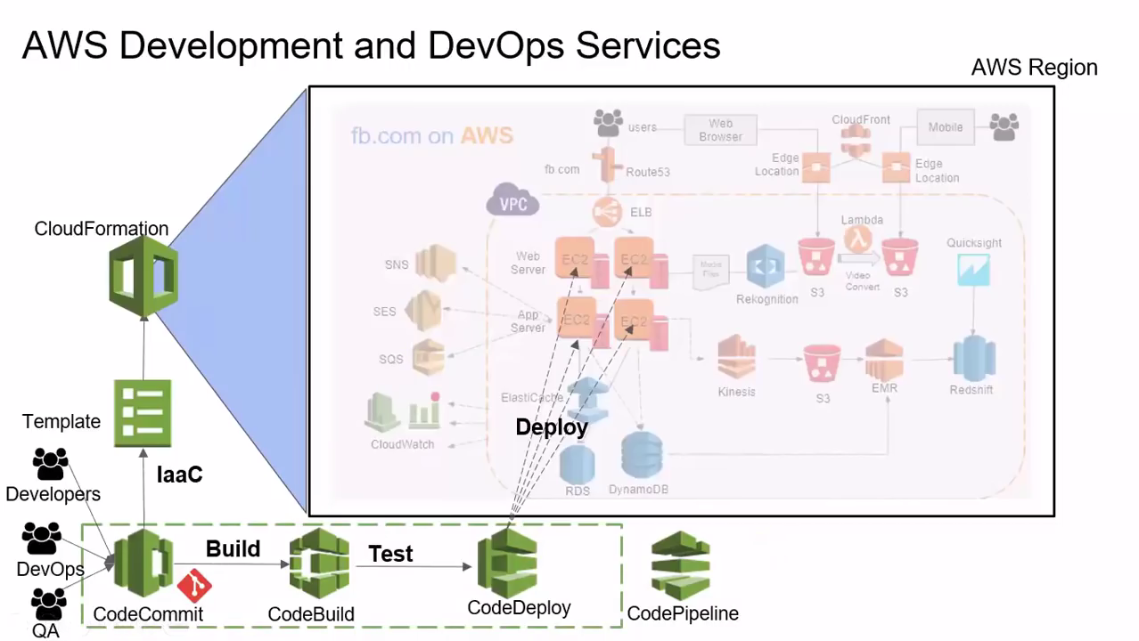 AWS Development and DevOps Services
AWS Region
fb.com on AWS
users
Web
Browser
CloudFront
Mobile
fb.com
Route53
Edge
Location
Edge
Location
VPC
ELB
Lambda
CloudFormation
Web
Server
EC2
EC2
Media
Files
Rekognition
S3
Video
Convert
S3
Quicksight
SNS
SES
App
Server
EC2
EC2
SQS
Kinesis
S3
EMR
Redshift
ElastiCache
CloudWatch
Deploy
RDS
DynamoDB
Template
IaaC
Developers
DevOps
QA
Build
Test
CodeCommit
CodeBuild
CodeDeploy
CodePipeline